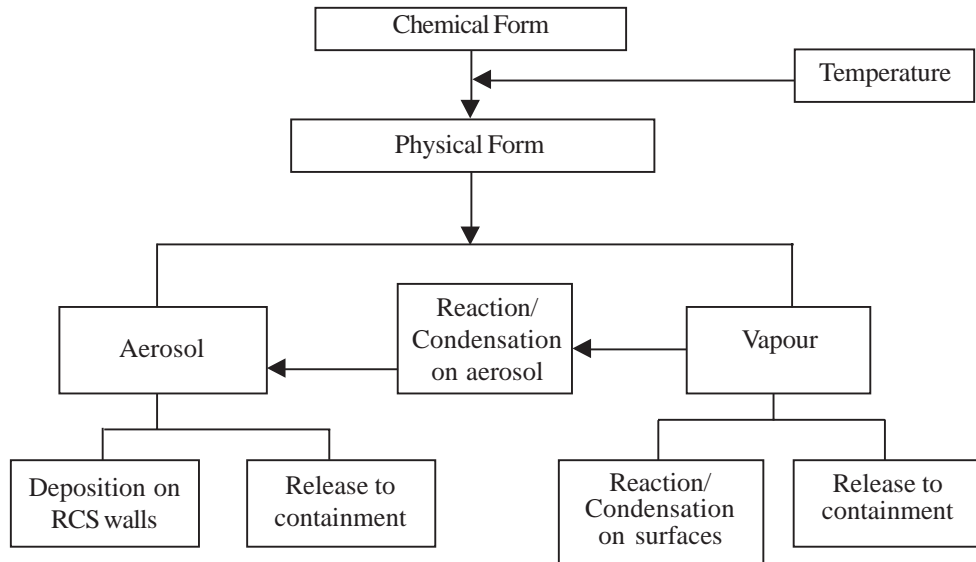 Chemical Form
Temperature
Physical Form
Aerosol
Reaction/
Condensation
on aerosol
Vapour
Deposition on
RCS walls
Release to
containment
Reaction/
Condensation
on surfaces
Release to
containment